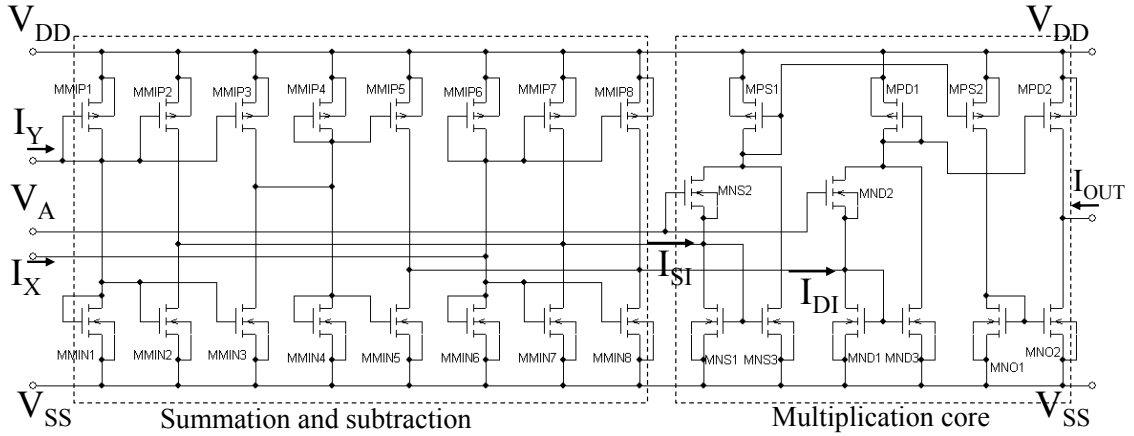 VDD VDD
MMIP1 MMIP2 MMIP3 MMIP4 MMIP5 MMIP6 MMIP7 MMIP8 MPS1 MPD1 MPS2 MPD2
IY
VA
MNS2 MND2
IOUT
IX
ISI
IDI
MMIN1 MMIN2 MMIN3 MMIN4 MMIN5 MMIN6 MMIN7 MMIN8 MNS1 MNS3 MND1 MND3 MNO1 MNO2
VSS VSS
Summation and subtraction Multiplication core